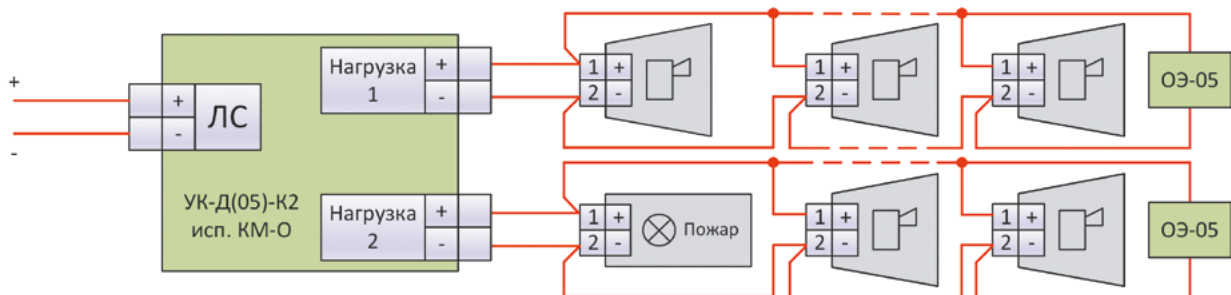 +
-
+
-
ЛС
УК-Д(05)-К2
исп. КМ-О
Нагрузка
1
+
-
1 +
2 -
1 +
2 -
1 +
2 -
ОЭ-05
Нагрузка
2
+
-
1 +
2 -
Пожар
1 +
2 -
1 +
2 -
ОЭ-05